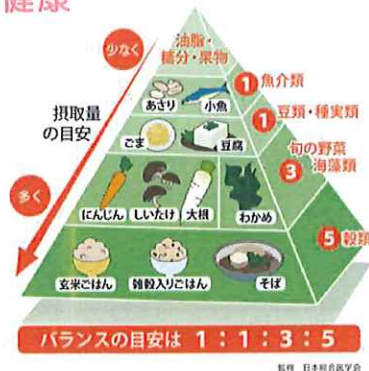 健康
少なく
油脂・
糖分・果物
1 魚介類
あさり
小魚
摂取量
の目安
1 豆類・種実類
ごま
豆腐
旬の野菜
3 海藻類
多く
にんじん
しいたけ
大根
わかめ
5 穀類
玄米ごはん
雑穀入りごはん
そば
バランスの目安は 1:1:3:5
監修 日本綜合医学会